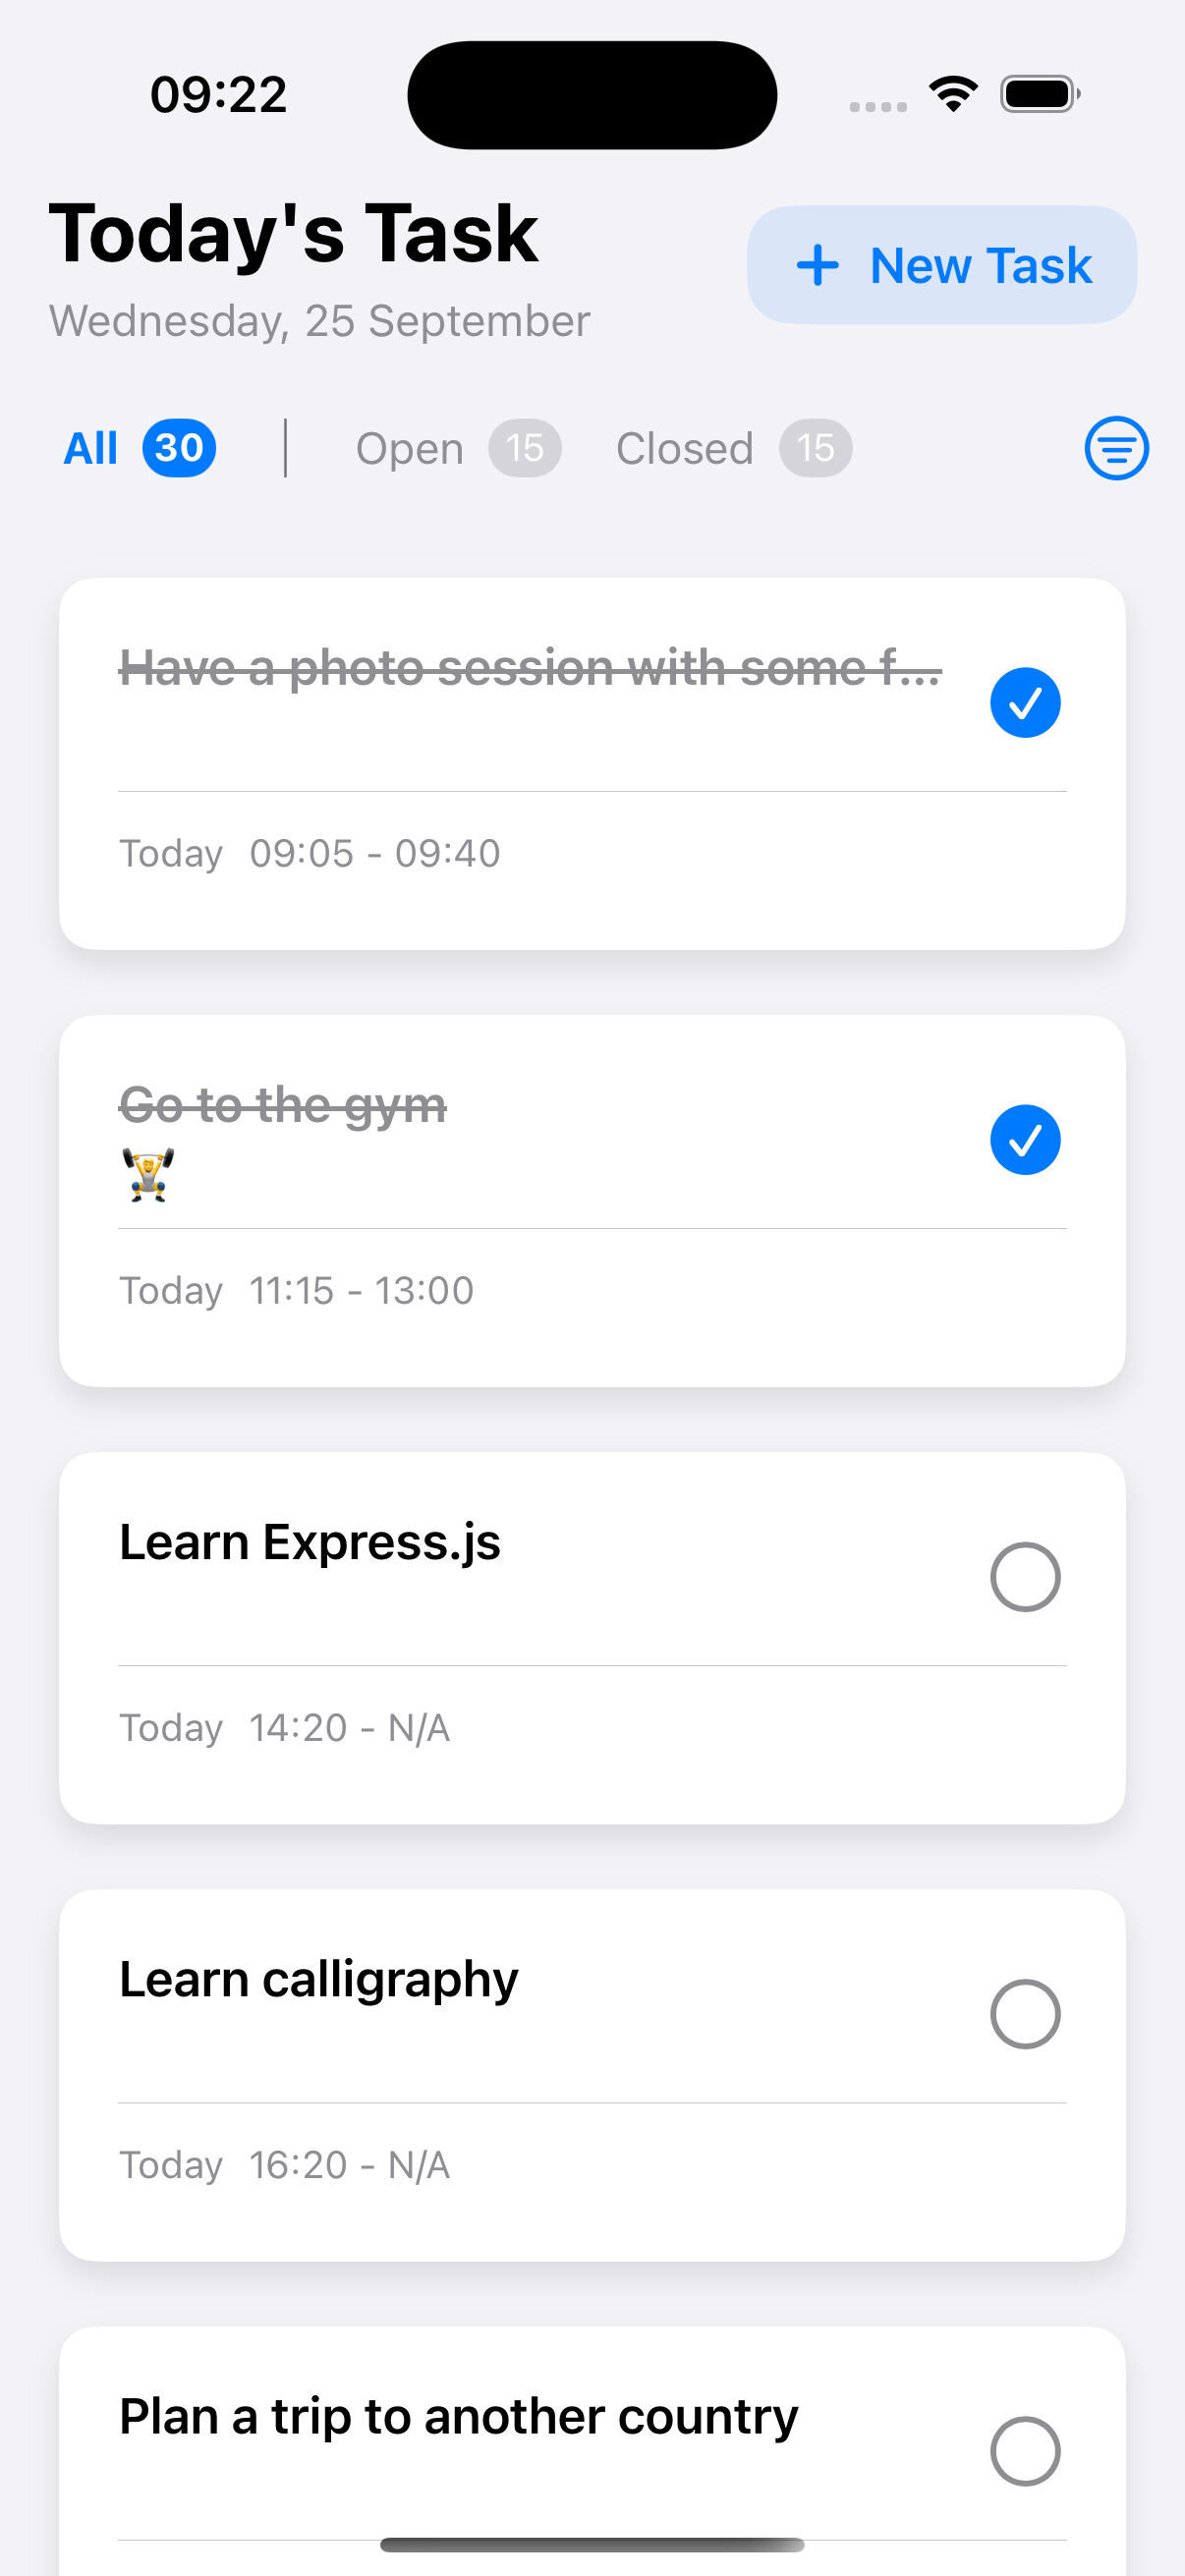 09:22
Today's Task
Wednesday, 25 September
+ New Task
All 30 | Open 15 Closed 15
Have a photo session with some f...
Today 09:05 - 09:40
Go to the gym
🏋️
Today 11:15 - 13:00
Learn Express.js
Today 14:20 - N/A
Learn calligraphy
Today 16:20 - N/A
Plan a trip to another country